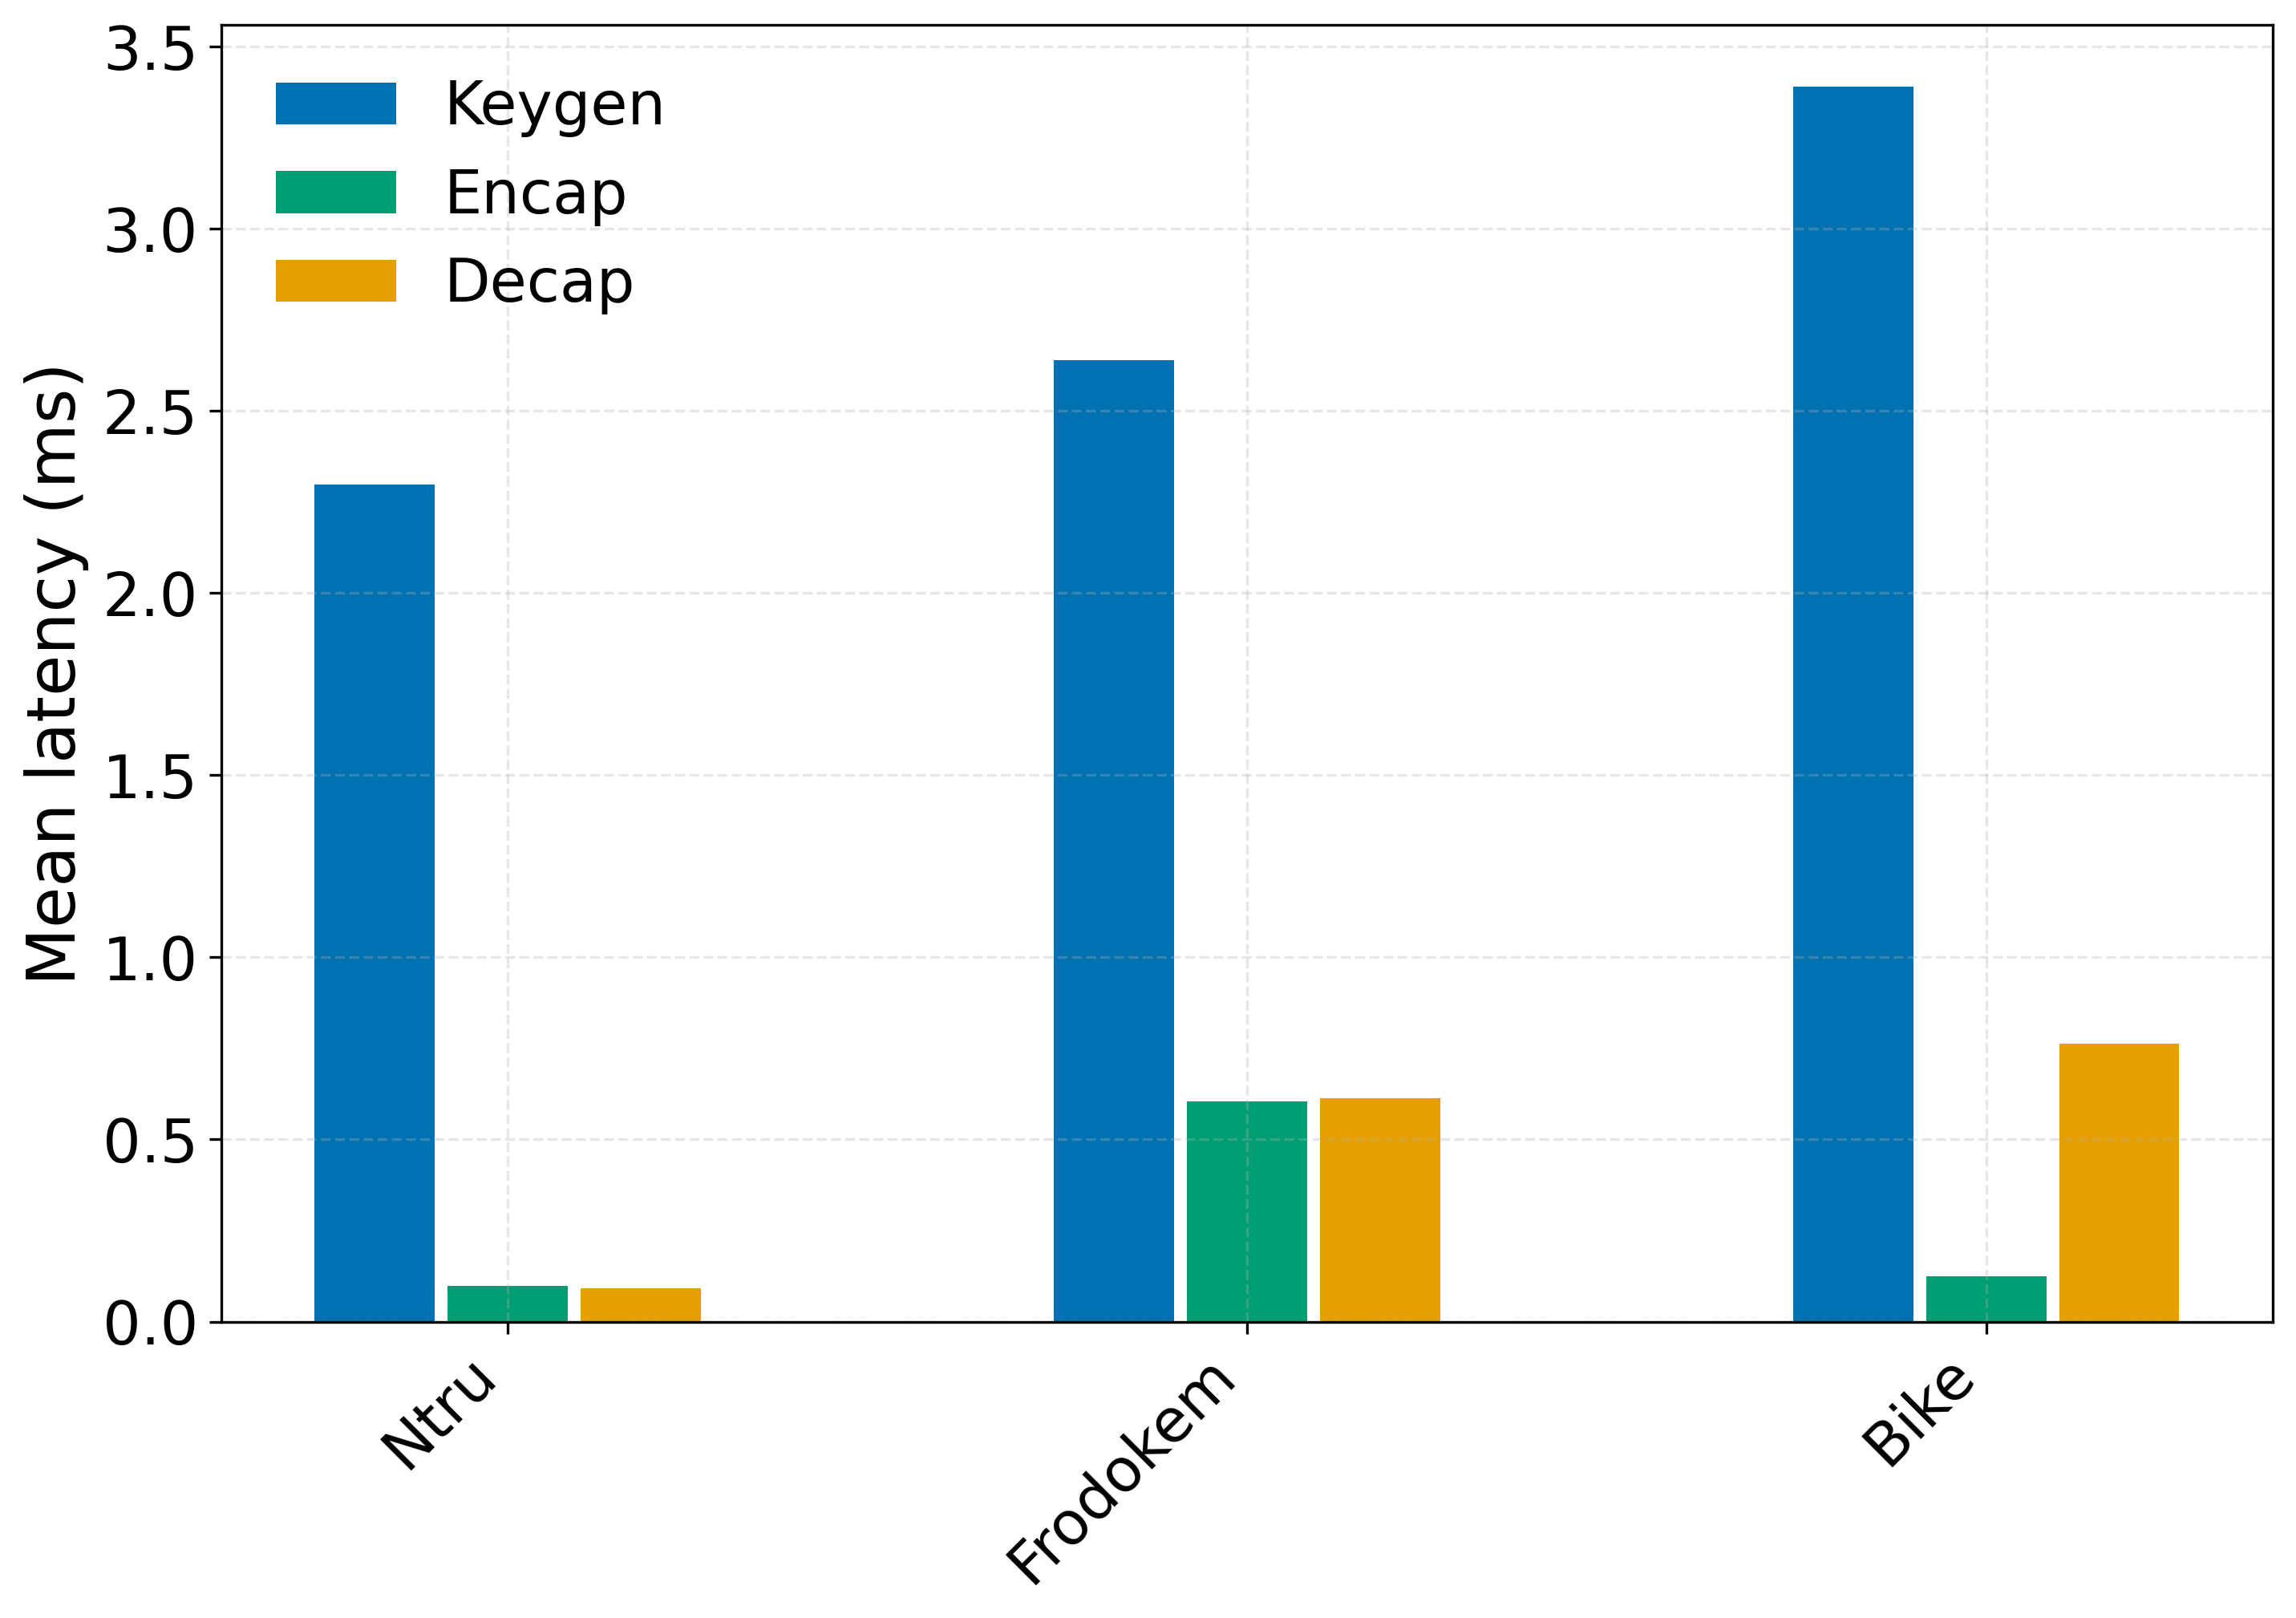 Keygen
Encap
Decap
Mean latency (ms)
3.5
3.0
2.5
2.0
1.5
1.0
0.5
0.0
Ntru
Frodokem
Bike